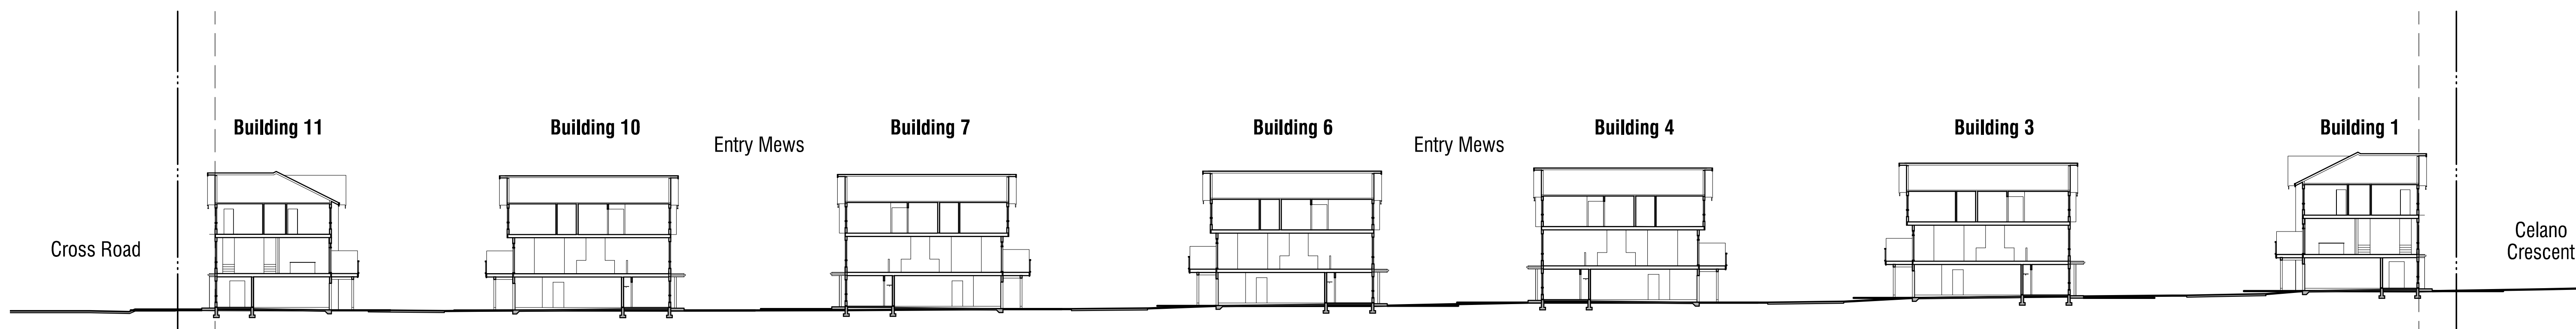 Building 11
Building 10
Building 7
Building 6
Building 4
Building 3
Building 1
Entry Mews
Entry Mews
Cross Road
Celano
Crescent